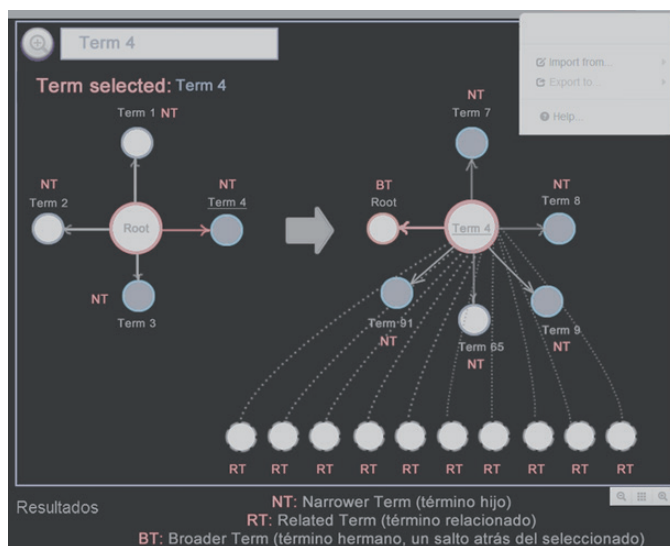 Term 4
Import from...
Export to...
Help...
Term selected: Term 4
Term 1 NT
NT
Term 7
NT
Term 2
NT
Term 4
BT
Root
NT
Term 8
Root
Term 4
NT
Term 3
Term 91
NT
Term 65
NT
Term 9
NT
RT RT RT RT RT RT RT RT RT RT
Resultados
NT: Narrower Term (término hijo)
RT: Related Term (término relacionado)
BT: Broader Term (término hermano, un salto atrás del seleccionado)